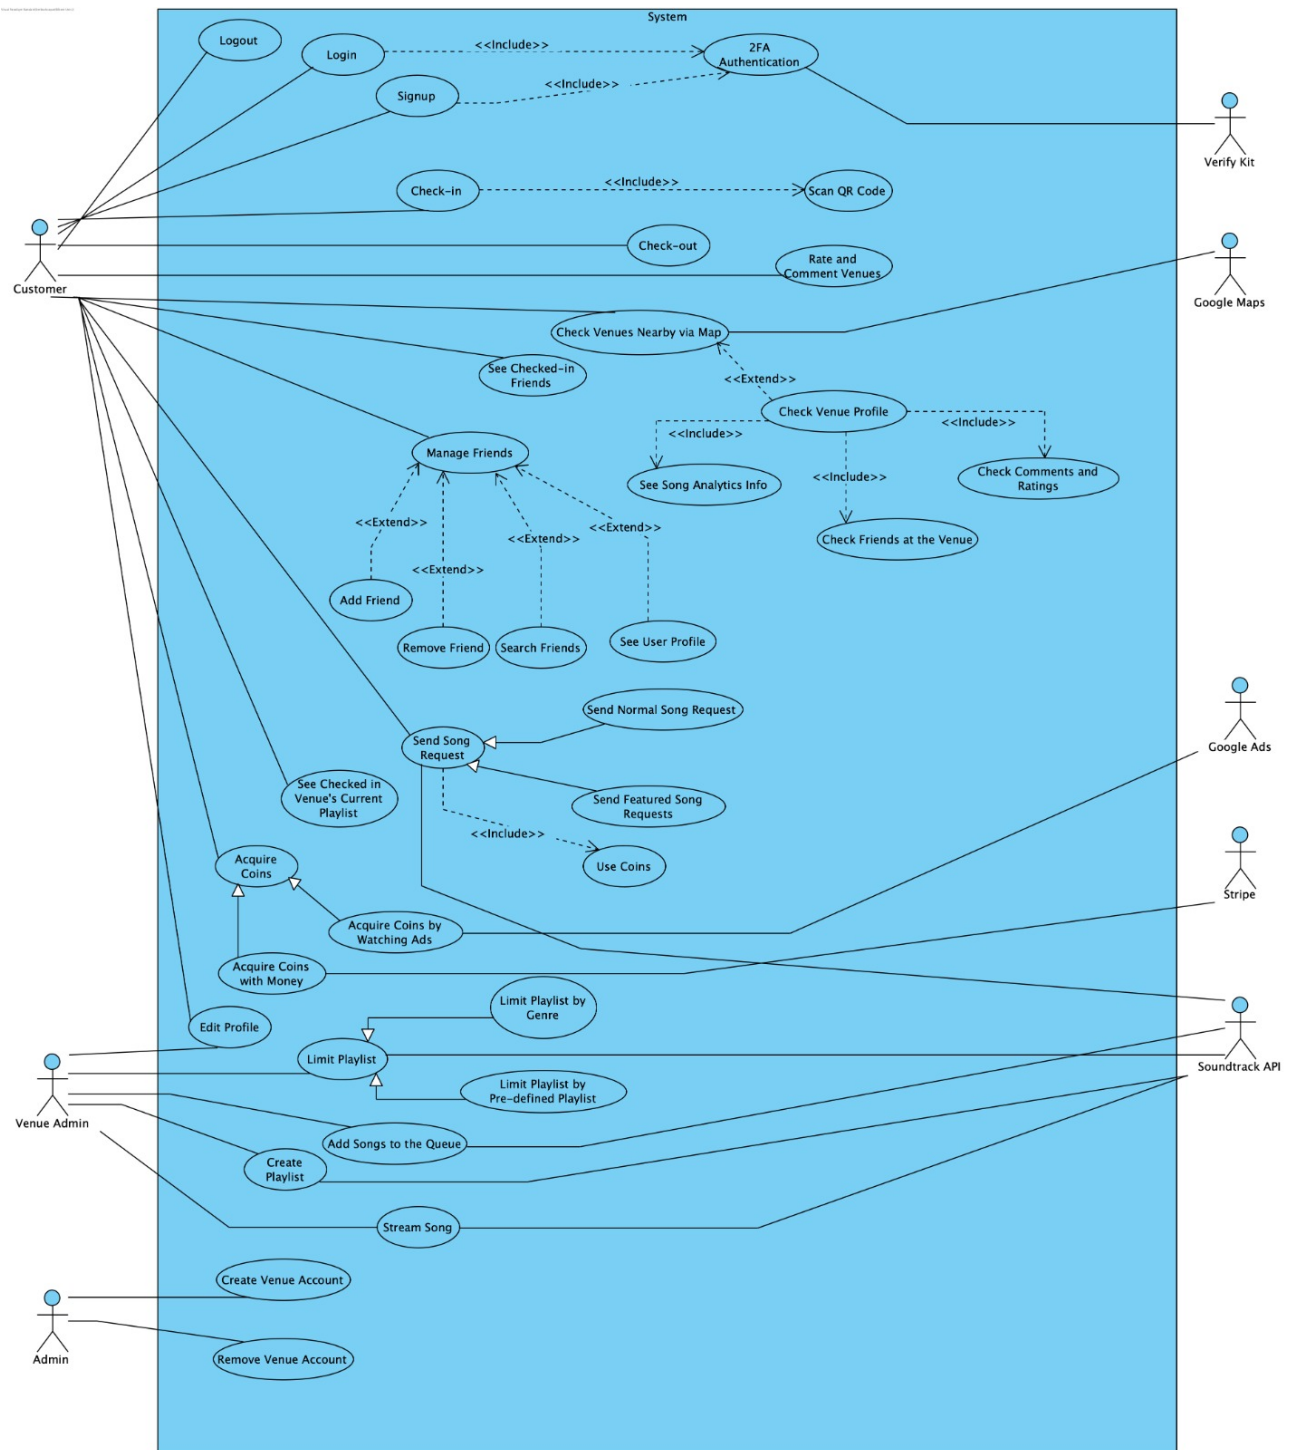 System
Logout
Login
<<Include>>
2FA
Authentication
Signup
<<Include>>
Verify Kit
Check-in
<<Include>>
Scan QR Code
Check-out
Rate and
Comment Venues
Customer
Google Maps
Check Venues Nearby via Map
See Checked-in
Friends
<<Extend>>
Check Venue Profile
<<Include>>
<<Include>>
Manage Friends
See Song Analytics Info
<<Include>>
Check Comments and
Ratings
<<Extend>>
<<Extend>>
<<Extend>>
<<Extend>>
Check Friends at the Venue
Add Friend
Remove Friend
Search Friends
See User Profile
Send Normal Song Request
Send Song
Request
Google Ads
See Checked in
Venue's Current
Playlist
Send Featured Song
Requests
<<Include>>
Use Coins
Acquire
Coins
Stripe
Acquire Coins by
Watching Ads
Acquire Coins
with Money
Limit Playlist by
Genre
Edit Profile
Limit Playlist
Soundtrack API
Limit Playlist by
Pre-defined Playlist
Venue Admin
Add Songs to the Queue
Create
Playlist
Stream Song
Create Venue Account
Admin
Remove Venue Account